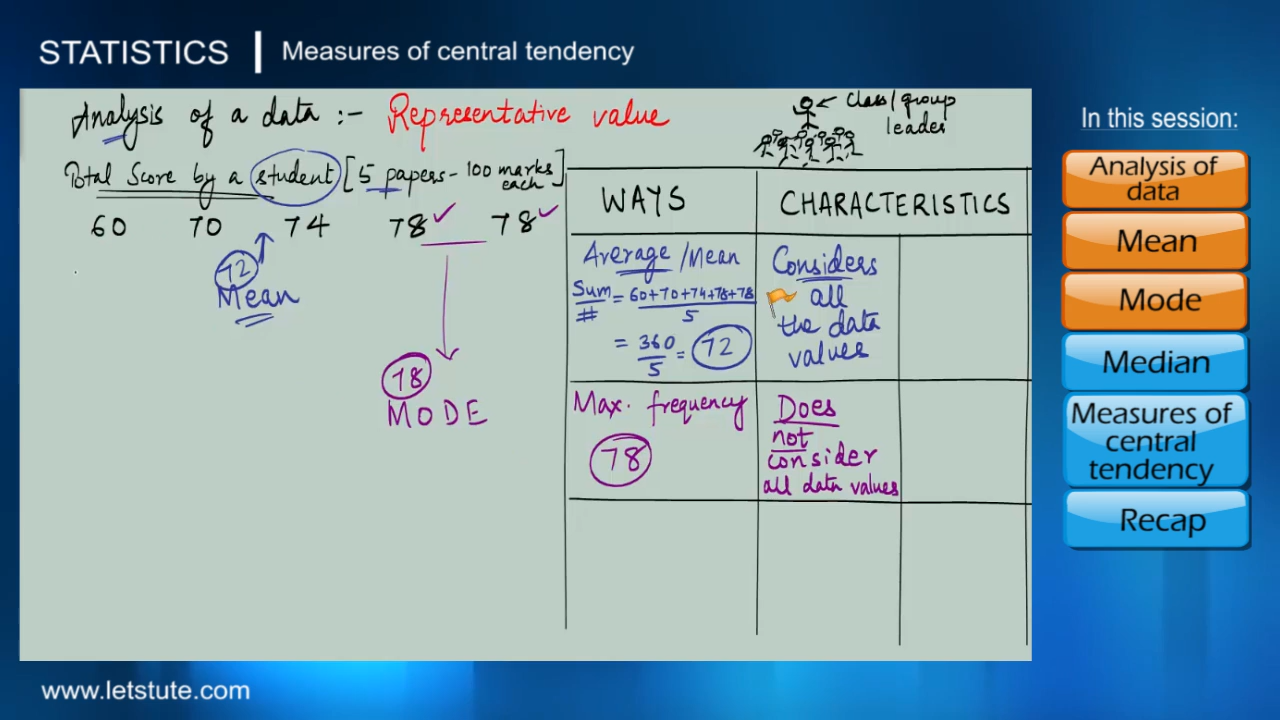 STATISTICS | Measures of central tendency
Analysis of a data :- Representative value
class/group
leader
Total Score by a student [5 papers - 100 marks
each]
60 70 74 78 78
72
Mean
78
MODE
WAYS
CHARACTERISTICS
Average/Mean
Sum/# = 60+70+74+78+78/5
= 360/5 = 72
Considers
all
the data
values
Max. frequency
78
Does
not
consider
all data values
In this session:
Analysis of
data
Mean
Mode
Median
Measures of
central
tendency
Recap
www.letstute.com